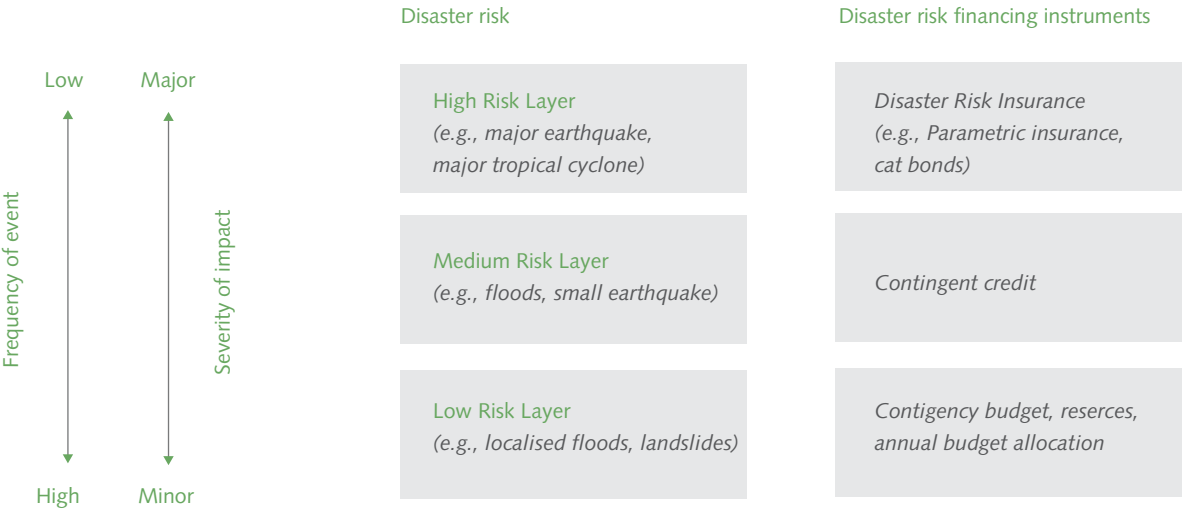 Disaster risk
Disaster risk financing instruments
Low
Major
Frequency of event
Severity of impact
High
Minor
High Risk Layer
(e.g., major earthquake,
major tropical cyclone)
Disaster Risk Insurance
(e.g., Parametric insurance,
cat bonds)
Medium Risk Layer
(e.g., floods, small earthquake)
Contingent credit
Low Risk Layer
(e.g., localised floods, landslides)
Contigency budget, reserces,
annual budget allocation